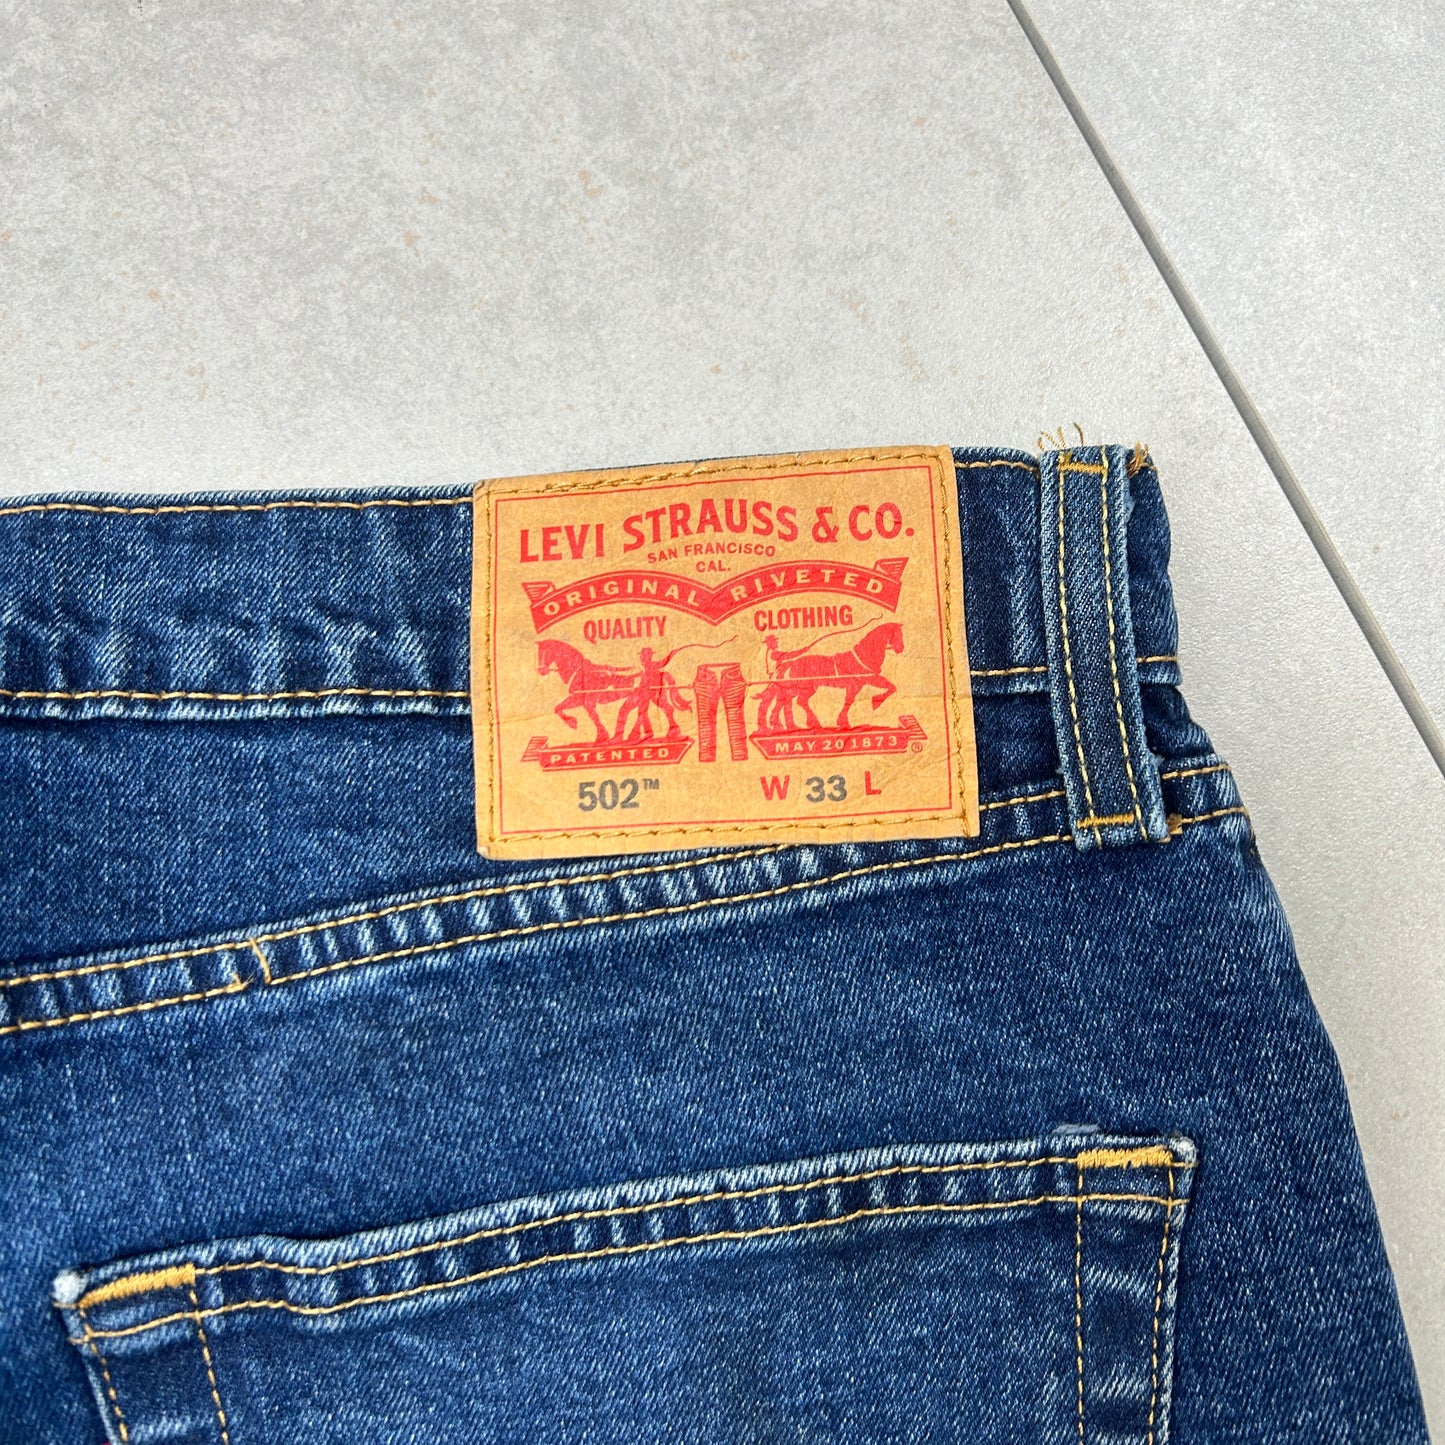 LEVI STRAUSS & CO.
SAN FRANCISCO
CAL.
ORIGINAL RIVETED
QUALITY CLOTHING
PATENTED MAY 20 1873 ®
502™ W 33 L